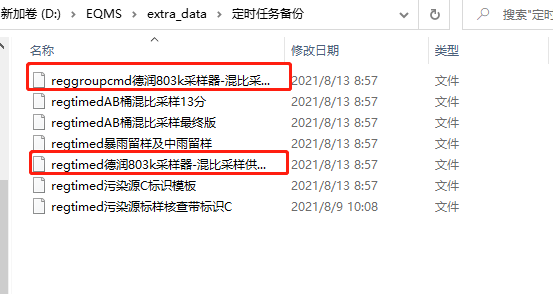 新加卷 (D:) > EQMS > extra_data > 定时任务备份 搜索"定时
名称 修改日期 类型
reggroupcmd德润803k采样器-混比采... 2021/8/13 8:57 文件
regtimedAB桶混比采样13分 2021/8/13 8:57 文件
regtimedAB桶混比采样最终版 2021/8/13 8:57 文件
regtimed暴雨留样及中雨留样 2021/8/13 8:57 文件
regtimed德润803k采样器-混比采样供... 2021/8/13 8:57 文件
regtimed污染源C标识模板 2021/8/13 8:57 文件
regtimed污染源标样核查带标识C 2021/8/9 10:08 文件